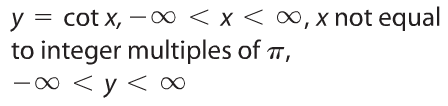 y = cot x, −∞ < x < ∞, x not equal
to integer multiples of π,
−∞ < y < ∞